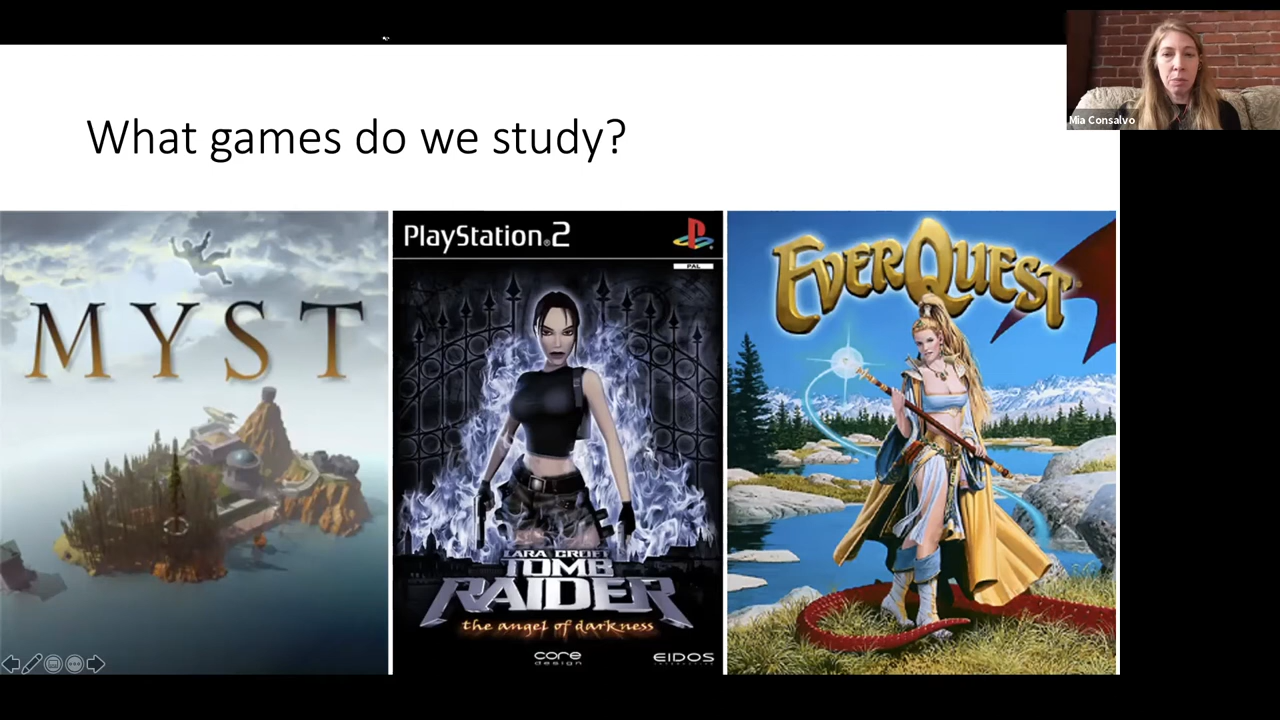 What games do we study?
Mia Consalvo
MYST
PlayStation®2
PAL
LARA CROFT
TOMB
RAIDER
the angel of darkness
core
design
EIDOS
INTERACTIVE
EVERQUEST